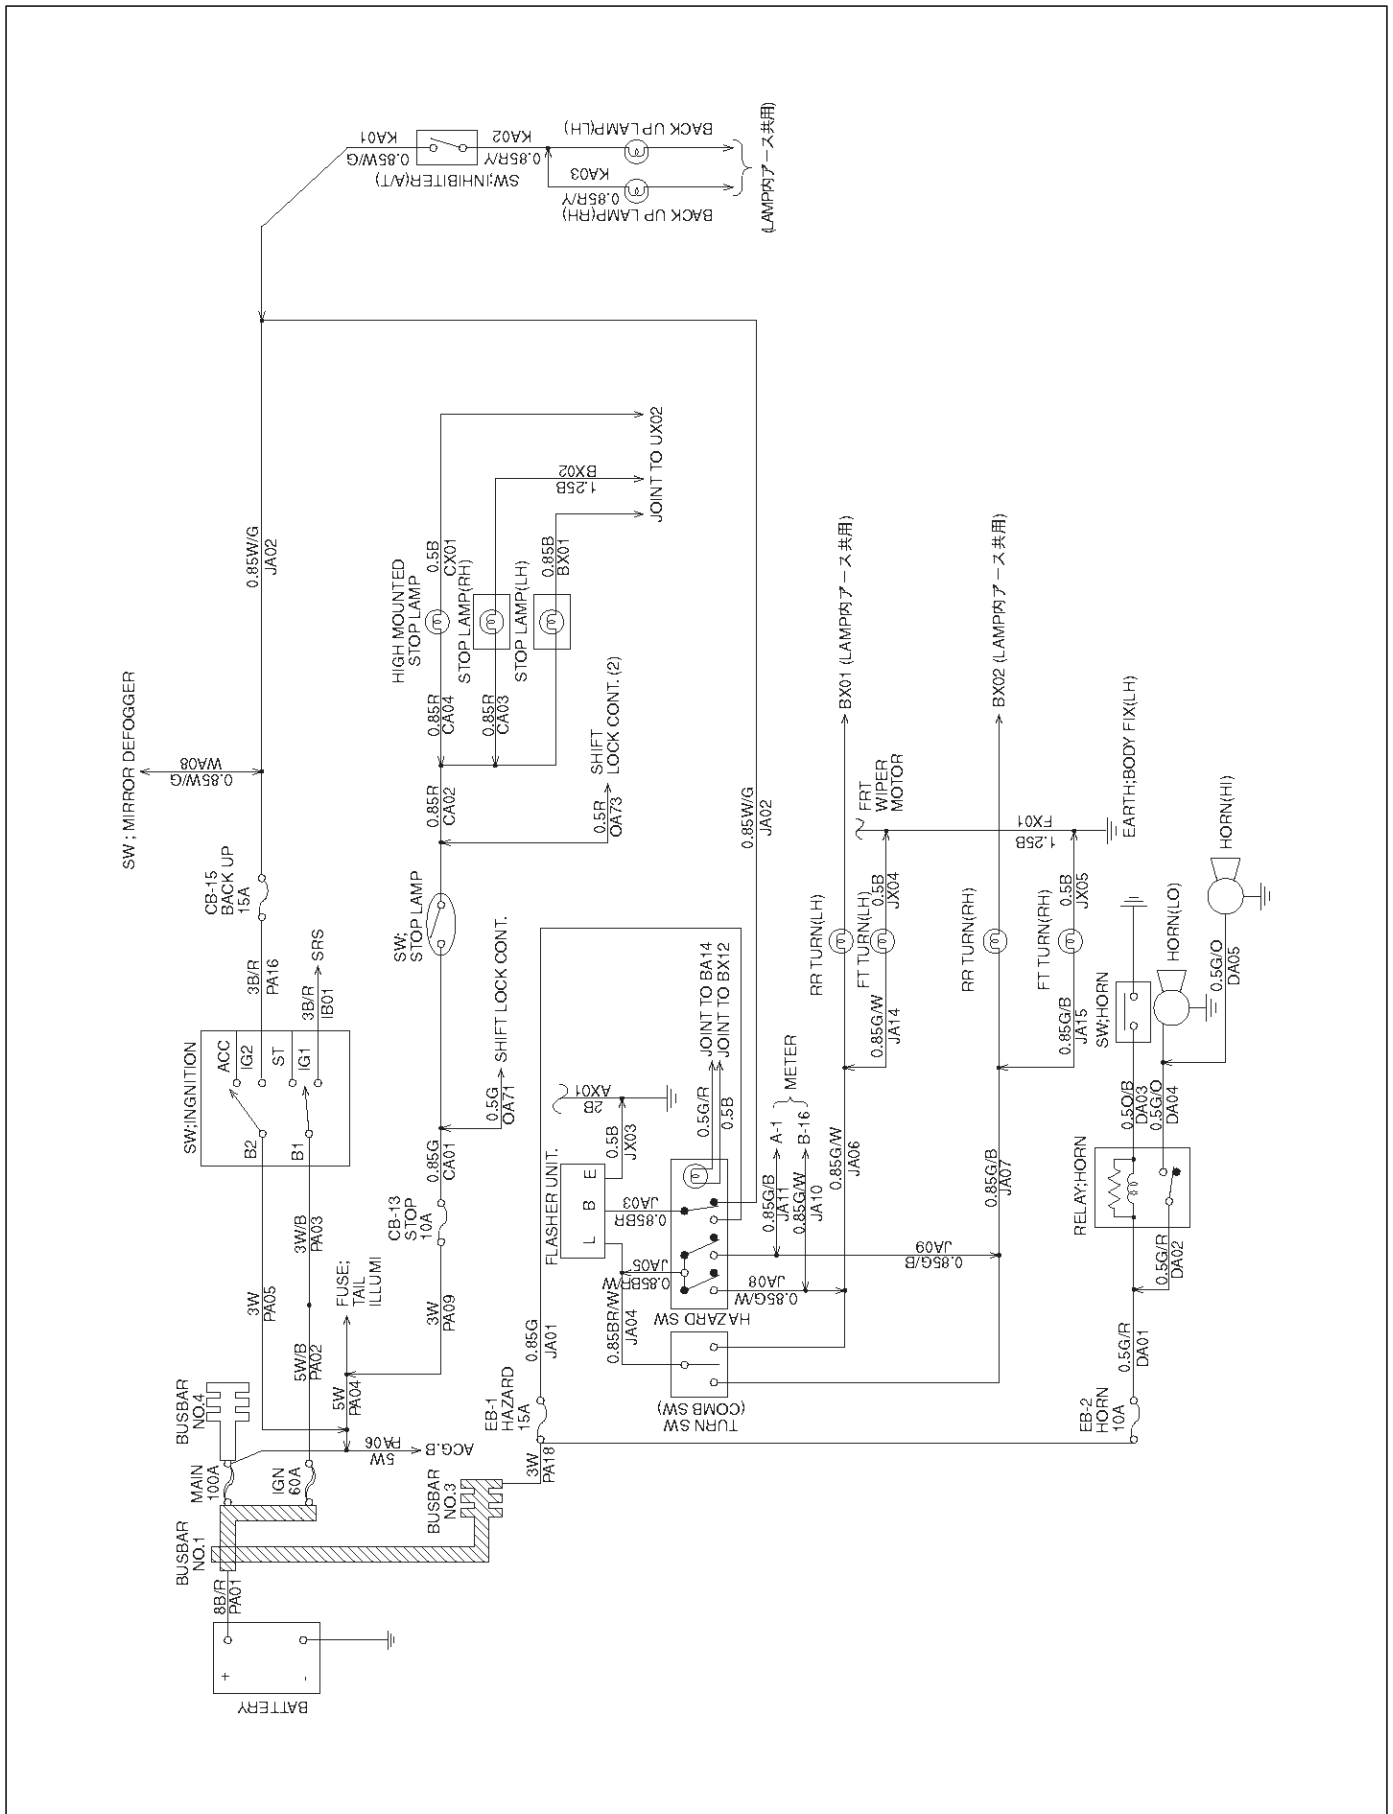 BATTERY
+
-
8B/R
PA01
BUSBAR
NO.1
MAIN
100A
BUSBAR
NO.4
IGN
60A
5W
PA06
ACG.B
5W
PA04
FUSE;
TAIL
ILLUMI
5W/B
PA02
3W
PA05
3W/B
PA03
SW;INGNITION
B2
B1
ACC
IG2
ST
IG1
3B/R
PA16
3B/R
IB01
SRS
CB-15
BACK UP
15A
SW ; MIRROR DEFOGGER
0.85W/G
WA08
0.85W/G
JA02
0.85W/G
KA01
SW;INHIBITER(A/T)
0.85R/Y
KA02
0.85R/Y
KA03
BACK UP LAMP(LH)
BACK UP LAMP(RH)
(LAMP内アース共用)
3W
PA09
CB-13
STOP
10A
0.85G
CA01
0.5G
OA71
SHIFT LOCK CONT.
SW;
STOP LAMP
0.85R
CA02
0.5R
OA73
SHIFT
LOCK CONT. (2)
0.85R
CA04
0.85R
CA03
HIGH MOUNTED
STOP LAMP
STOP LAMP(RH)
STOP LAMP(LH)
0.5B
CX01
0.85B
BX01
1.25B
BX02
JOINT TO UX02
BUSBAR
NO.3
3W
PA18
EB-1
HAZARD
15A
0.85G
JA01
FLASHER UNIT.
L
B
E
0.5B
JX03
2B
AX01
0.85BR
JA03
0.85BR/W
JA05
0.85BR/W
JA04
HAZARD SW
TURN SW
(COMB SW)
0.5G/R
0.5B
JOINT TO BA14
JOINT TO BX12
0.85G/B
JA11
A-1
0.85G/W
JA10
B-16
METER
0.85G/W
JA08
0.85G/B
JA09
0.85W/G
JA02
0.85G/W
JA06
0.85G/B
JA07
RR TURN(LH)
FT TURN(LH)
0.85G/W
JA14
0.5B
JX04
FRT
WIPER
MOTOR
BX01 (LAMP内アース共用)
RR TURN(RH)
FT TURN(RH)
0.85G/B
JA15
0.5B
JX05
1.25B
FX01
BX02 (LAMP内アース共用)
EARTH;BODY FIX(LH)
EB-2
HORN
10A
0.5G/R
DA01
0.5G/R
DA02
RELAY;HORN
0.5O/B
DA03
0.5G/O
DA04
SW;HORN
HORN(LO)
0.5G/O
DA05
HORN(HI)